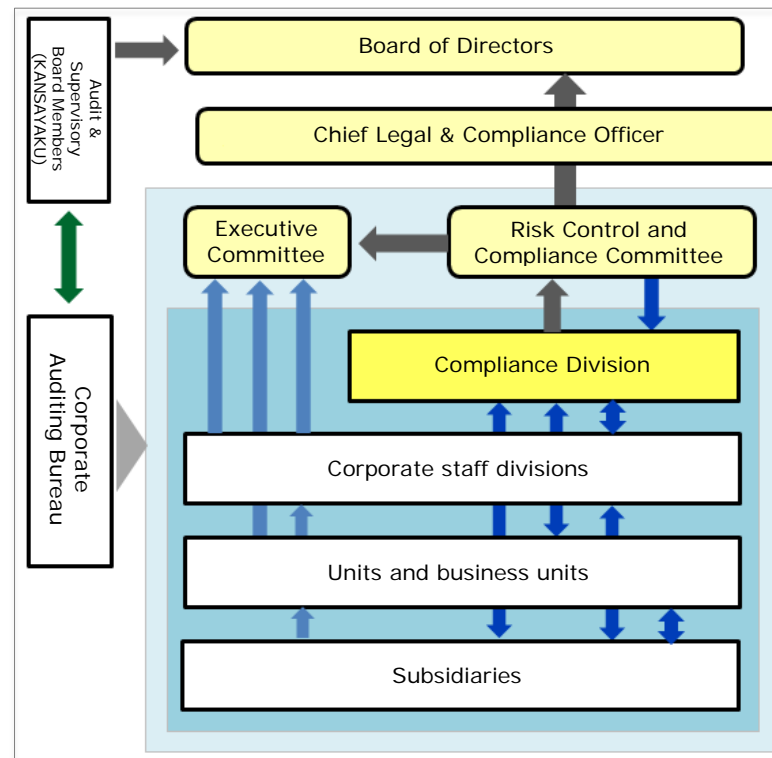 Audit &
Supervisory
Board Members
(KANSAYAKU)
Board of Directors
Chief Legal & Compliance Officer
Executive
Committee
Risk Control and
Compliance Committee
Corporate
Auditing Bureau
Compliance Division
Corporate staff divisions
Units and business units
Subsidiaries